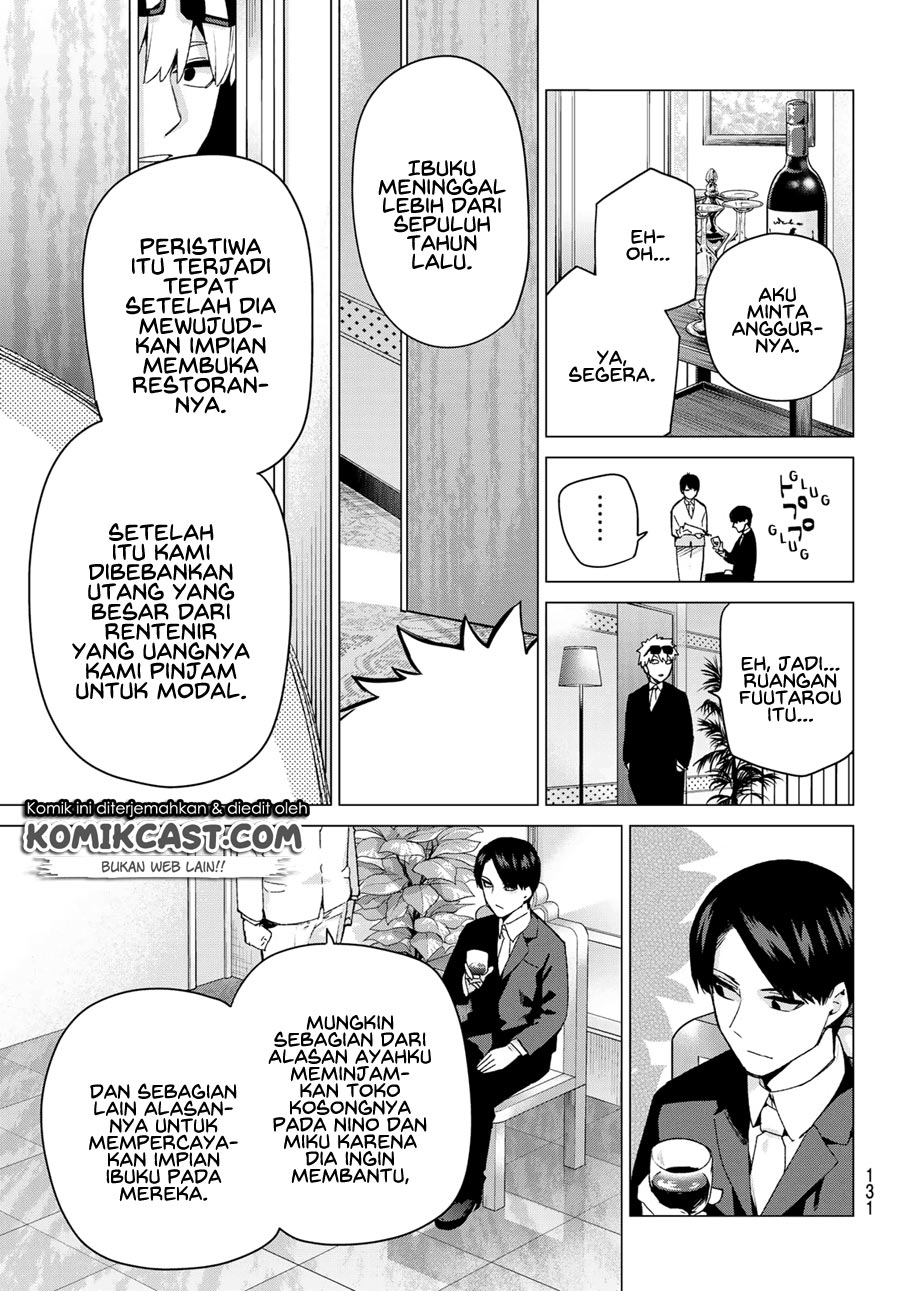 AKU
MINTA
ANGGUR-
NYA.
EH-
OH...
YA,
SEGERA.
GLUG
GLUG
EH, JADI...
RUANGAN
FUUTAROU
ITU...
IBUKU
MENINGGAL
LEBIH DARI
SEPULUH
TAHUN
LALU.
PERISTIWA
ITU TERJADI
TEPAT
SETELAH DIA
MEWUJUD-
KAN IMPIAN
MEMBUKA
RESTORAN-
NYA.
SETELAH
ITU KAMI
DIBEBANKAN
UTANG YANG
BESAR DARI
RENTENIR
YANG UANGNYA
KAMI PINJAM
UNTUK MODAL.
Komik ini diterjemahkan & diedit oleh
KOMIKCAST.COM
BUKAN WEB LAIN!!
MUNGKIN
SEBAGIAN DARI
ALASAN AYAHKU
MEMINJAM-
KAN TOKO
KOSONGNYA
PADA NINO DAN
MIKU KARENA
DIA INGIN
MEMBANTU,
DAN SEBAGIAN
LAIN ALASAN-
NYA UNTUK
MEMPERCAYA-
KAN IMPIAN
IBUKU PADA
MEREKA.
131